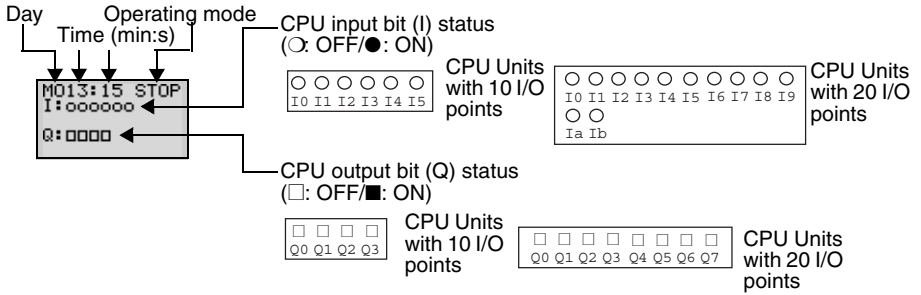 Day
Operating mode
Time (min:s)
MO13:15 STOP
I:oooooo
Q:□□□□
CPU input bit (I) status
(○: OFF/●: ON)
I0 I1 I2 I3 I4 I5
CPU Units
with 10 I/O
points
I0 I1 I2 I3 I4 I5 I6 I7 I8 I9
Ia Ib
CPU Units
with 20 I/O
points
CPU output bit (Q) status
(□: OFF/■: ON)
Q0 Q1 Q2 Q3
CPU Units
with 10 I/O
points
Q0 Q1 Q2 Q3 Q4 Q5 Q6 Q7
CPU Units
with 20 I/O
points